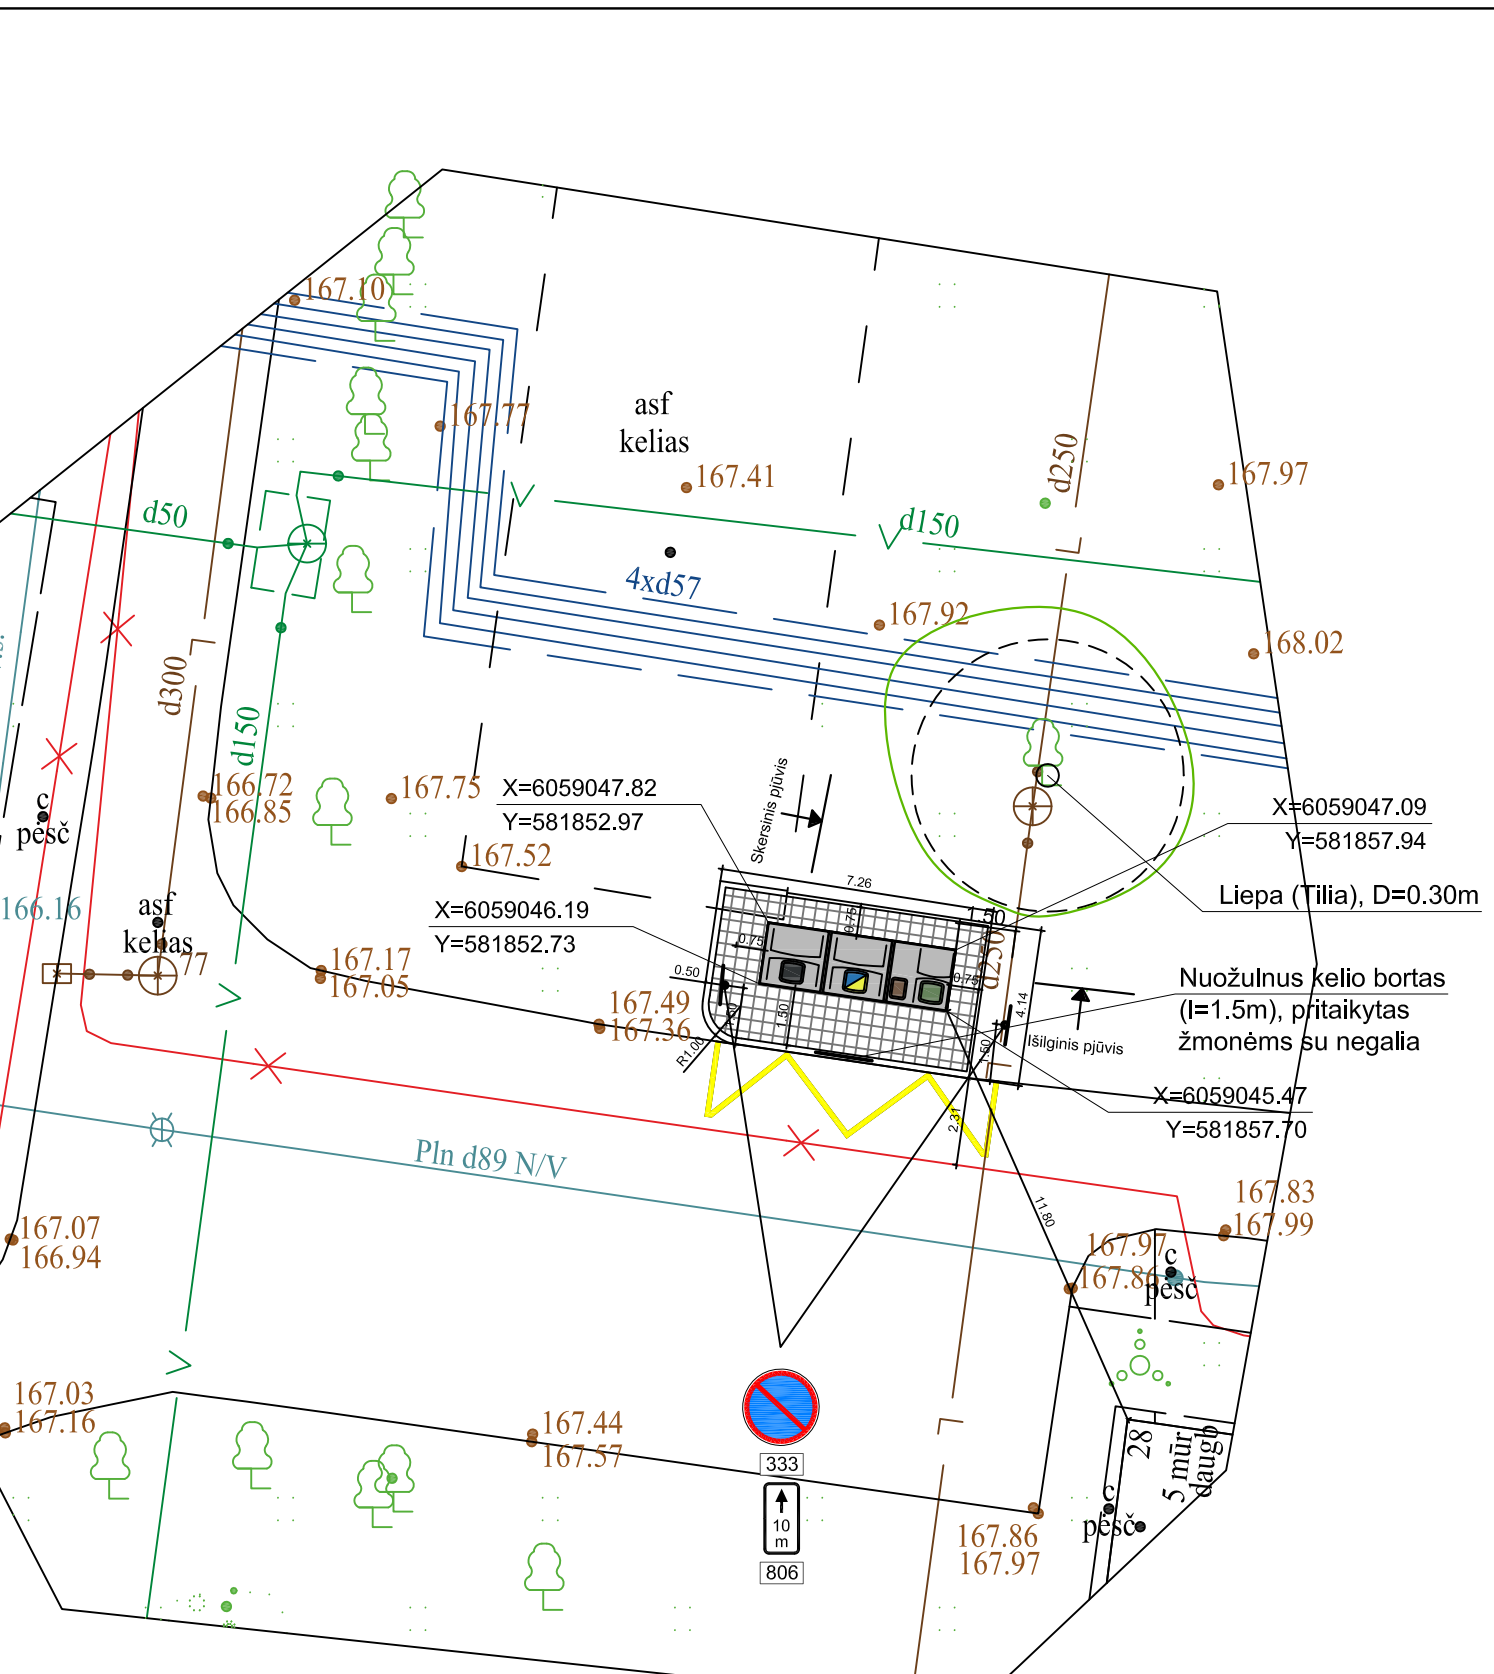 167.10
167.77
asf
kelias
167.41
d250
167.97
d50
d150
4xd57
167.92
168.02
d300
d150
166.72
166.85
167.75
X=6059047.82
Y=581852.97
Skersinis pjūvis
X=6059047.09
Y=581857.94
c
pėsč
167.52
7.26
Liepa (Tilia), D=0.30m
166.16
asf
kelias
77
X=6059046.19
Y=581852.73
0.75
0.75
1.50
d250
0.75
0.50
167.17
167.05
167.49
167.36
R1.00
1.50
1.50
4.14
Išilginis pjūvis
Nuožulnus kelio bortas
(l=1.5m), pritaikytas
žmonėms su negalia
X=6059045.47
Y=581857.70
2.31
Pln d89 N/V
11.80
167.83
167.99
167.07
166.94
167.97
167.86
c
pėsč
167.03
167.16
167.44
167.57
333
10
m
806
28
5 mūr
daugb
c
pėsč
167.86
167.97